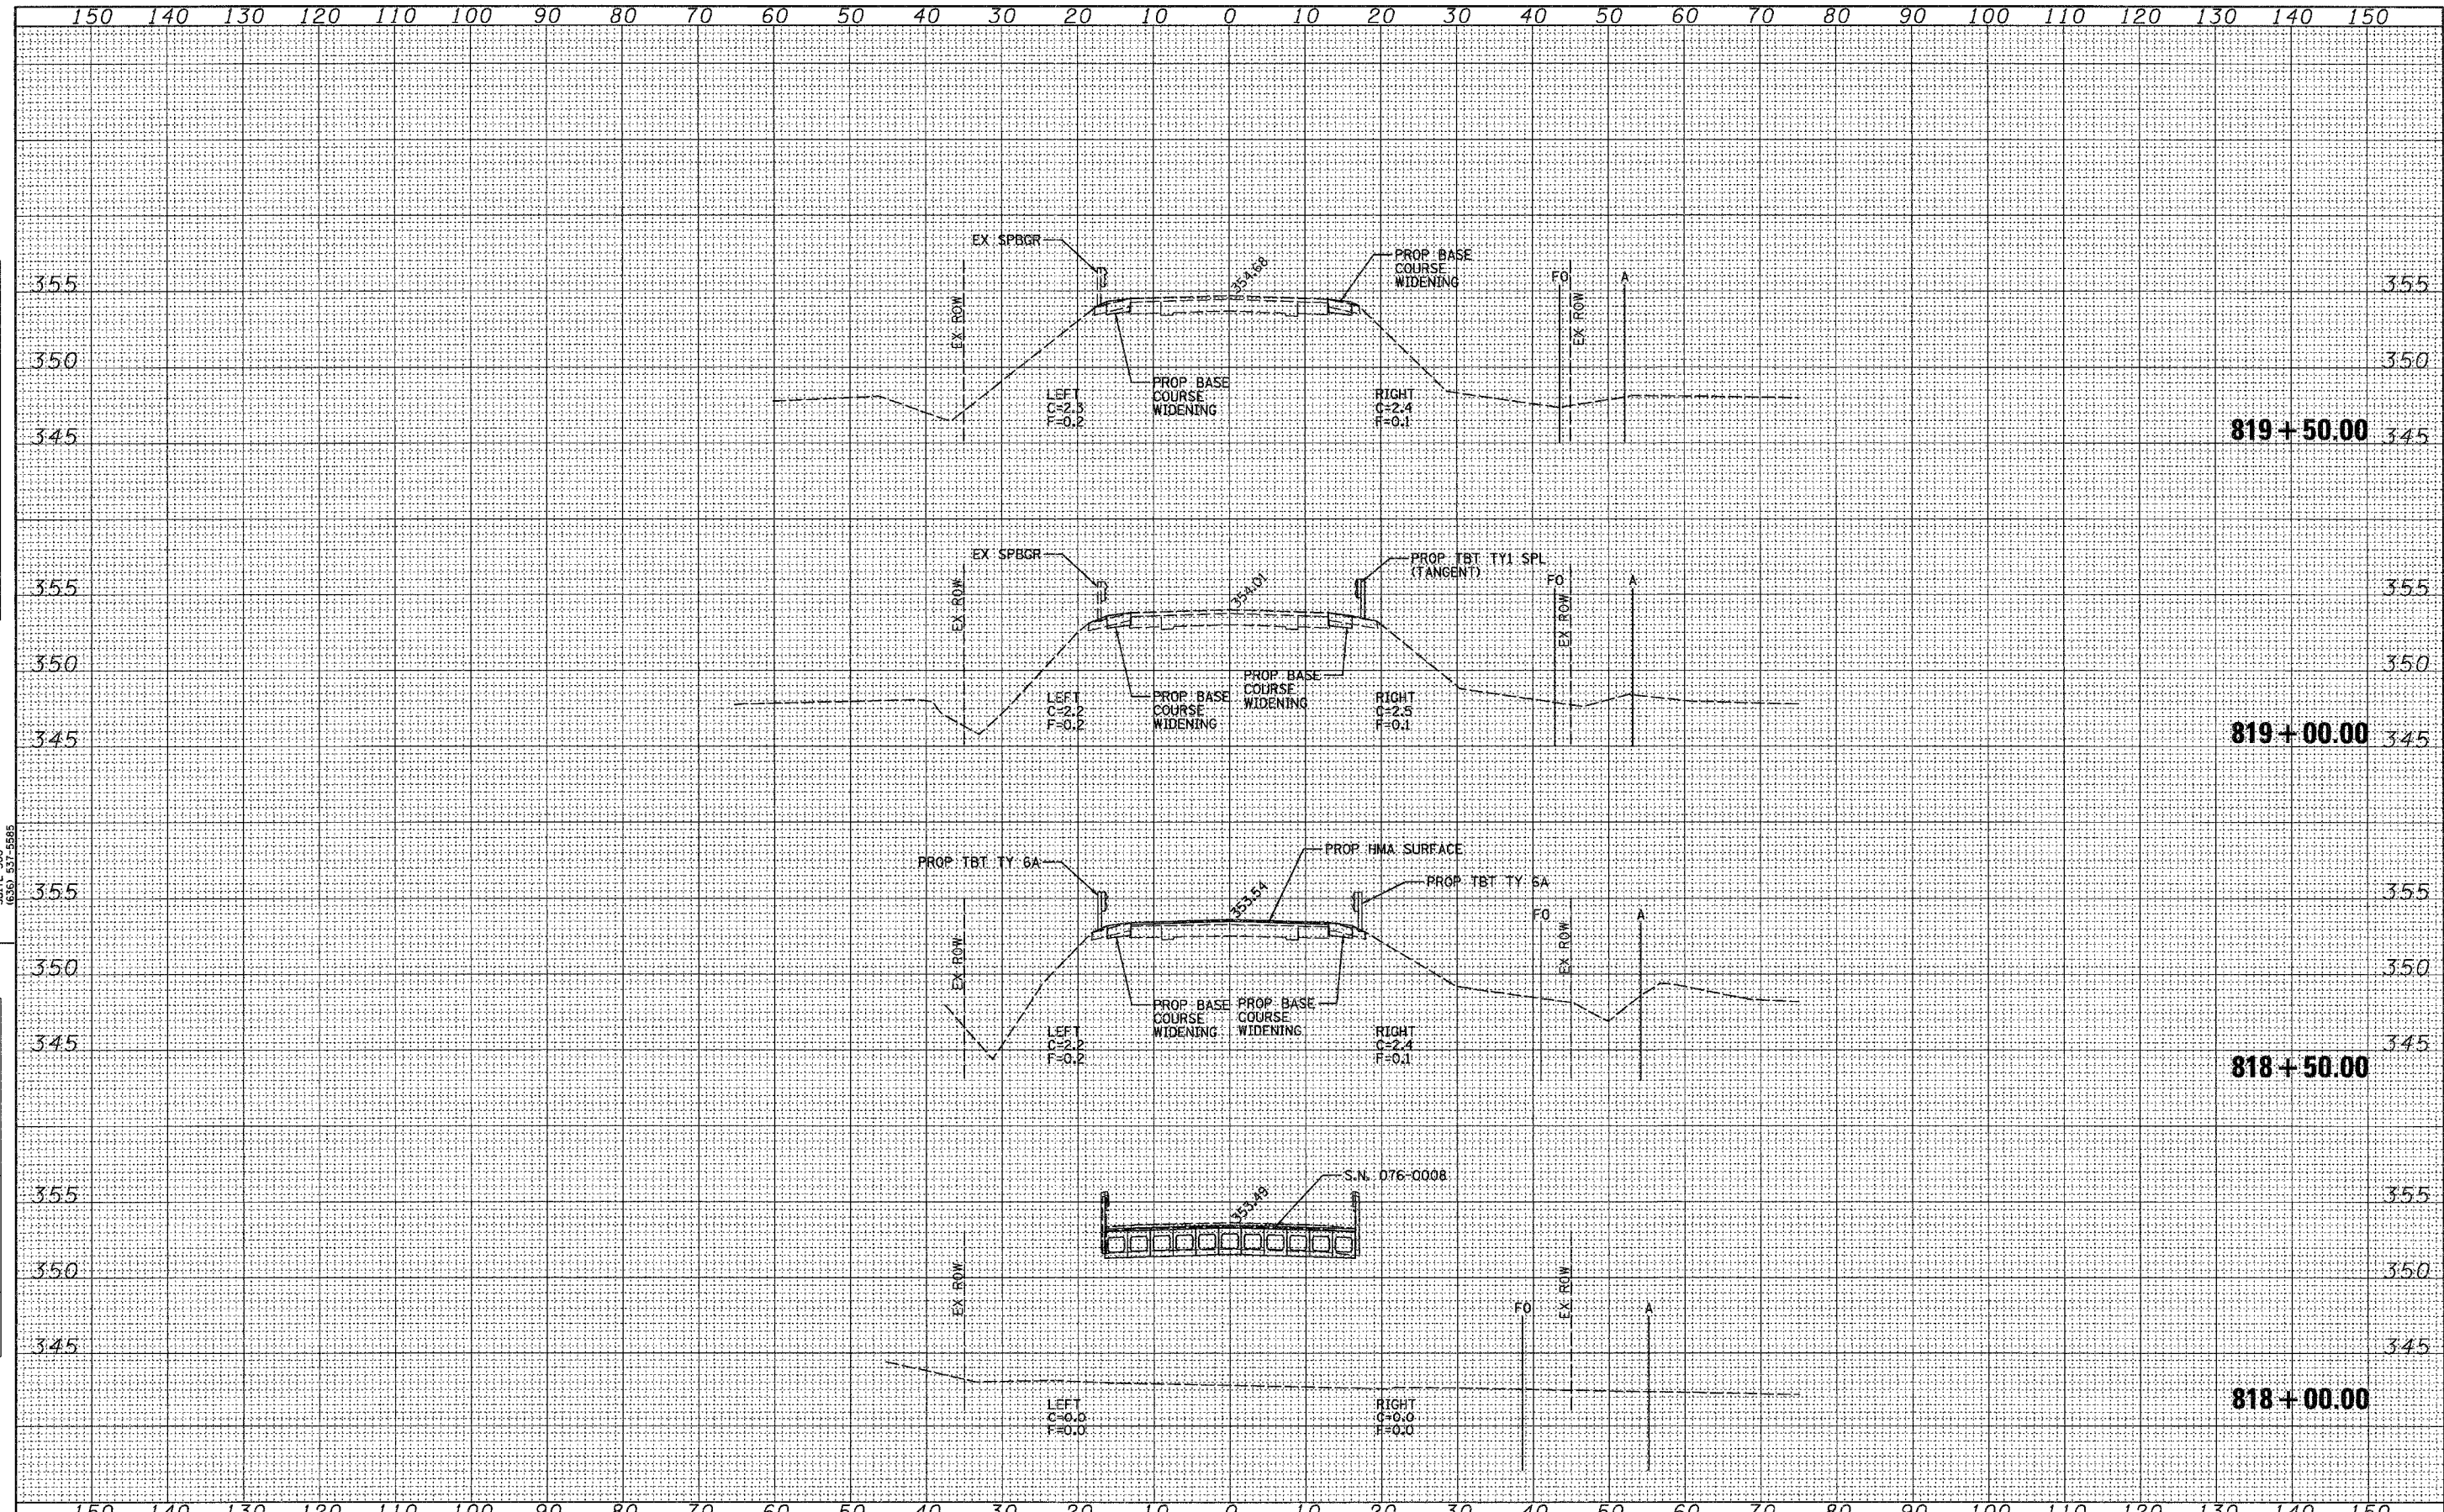 150 140 130 120 110 100 90 80 70 60 50 40 30 20 10 0 10 20 30 40 50 60 70 80 90 100 110 120 130 140 150
EX SPBGR
354.68
PROP BASE
COURSE
WIDENING
FO
A
355
EX ROW
EX ROW
355
350
350
PROP BASE
COURSE
WIDENING
LEFT
C=2.3
F=0.2
RIGHT
C=2.4
F=0.1
345
819+50.00
345
EX SPBGR
354.01
PROP TBT TY1 SPL
(TANGENT)
FO
A
355
EX ROW
EX ROW
355
350
350
PROP BASE
COURSE
WIDENING
PROP BASE
COURSE
WIDENING
LEFT
C=2.2
F=0.2
RIGHT
C=2.5
F=0.1
345
819+00.00
345
(636) 537-5585
PROP TBT TY 6A
353.54
PROP HMA SURFACE
PROP TBT TY 6A
FO
A
355
EX ROW
EX ROW
355
350
350
PROP BASE
COURSE
WIDENING
PROP BASE
COURSE
WIDENING
LEFT
C=2.2
F=0.2
RIGHT
C=2.4
F=0.1
345
345
818+50.00
S.N. 076-0008
353.49
355
355
350
350
EX ROW
EX ROW
FO
A
345
345
LEFT
C=0.0
F=0.0
RIGHT
C=0.0
F=0.0
818+00.00
150 140 130 120 110 100 90 80 70 60 50 40 30 20 10 0 10 20 30 40 50 60 70 80 90 100 110 120 130 140 150